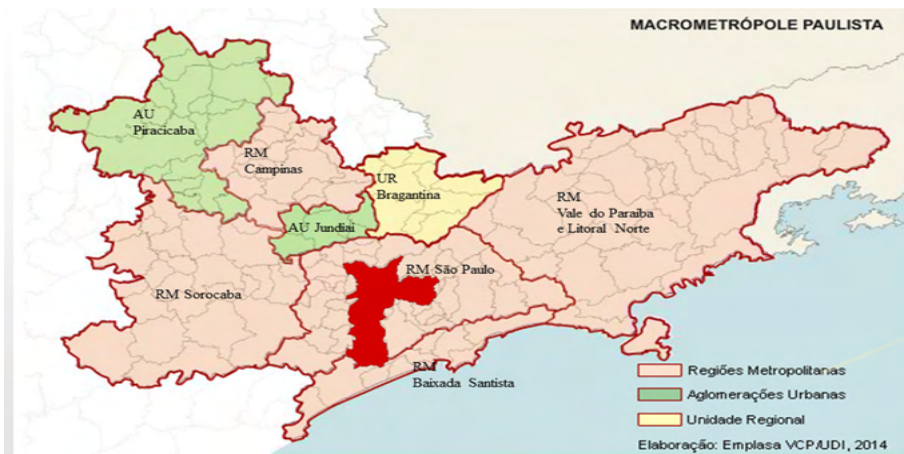 MACROMETRÓPOLE PAULISTA
AU
Piracicaba
RM
Campinas
UR
Bragantina
RM
Vale do Paraiba
e Litoral Norte
AU Jundiai
RM São Paulo
RM Sorocaba
RM
Baixada Santista
Regiões Metropolitanas
Aglomerações Urbanas
Unidade Regional
Elaboração: Emplasa VCP/UDI, 2014